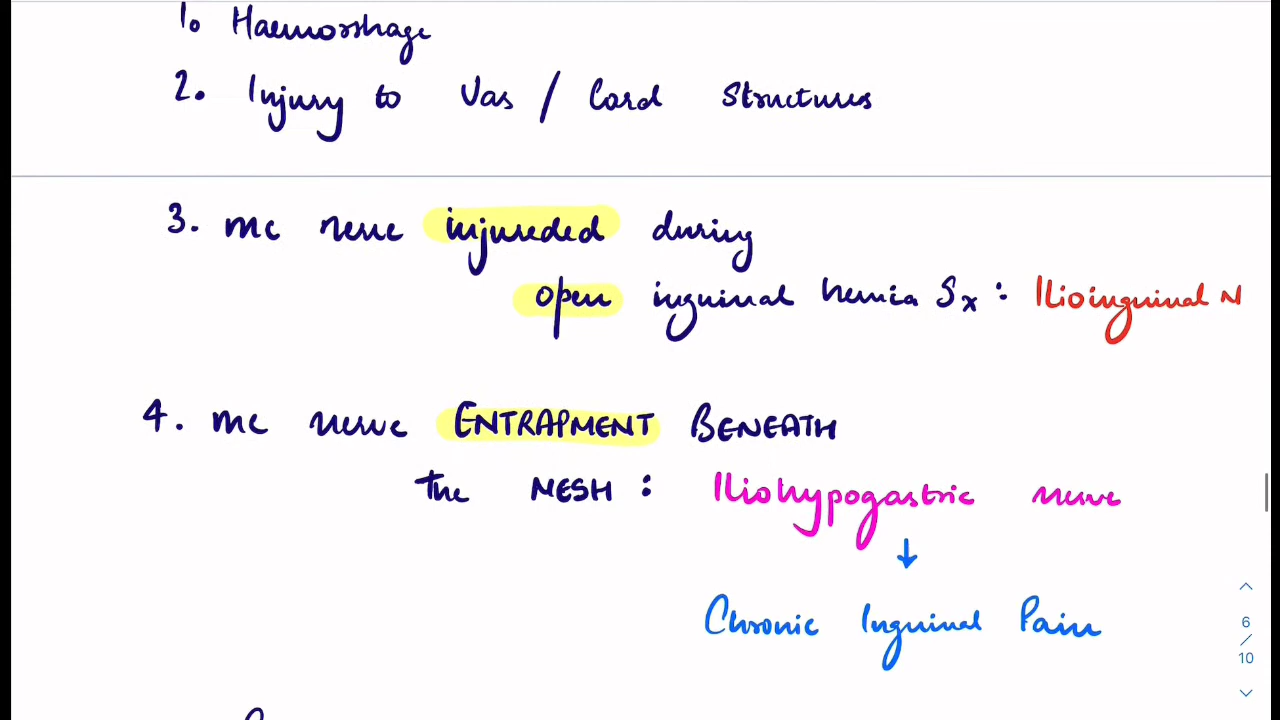 1. Haemorrhage
2. Injury to Vas / Cord Structures
3. mc nerve injureded during
open inguinal hernia Sx : Ilioinguinal N
4. mc nerve ENTRAPMENT BENEATH
the MESH : Iliohypogastric nerve
↓
Chronic Inguinal Pain
6
/
10